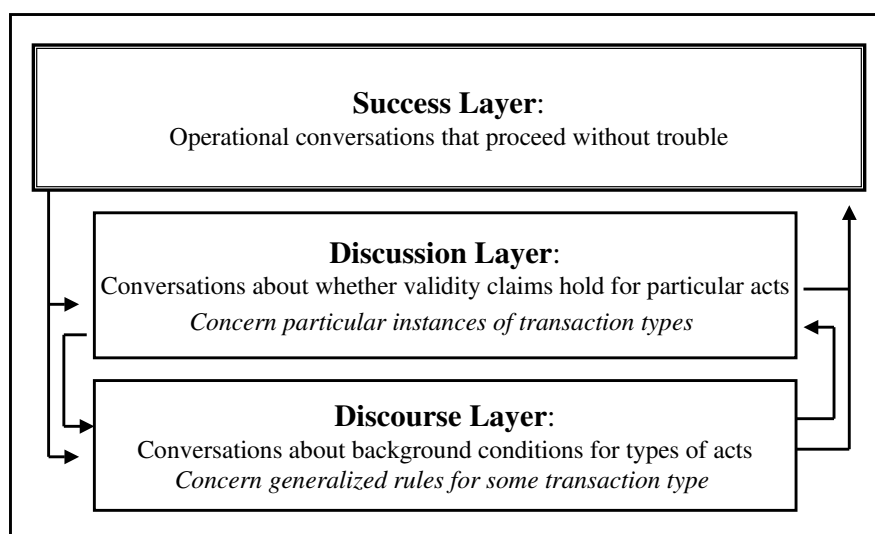 Success Layer:
Operational conversations that proceed without trouble
Discussion Layer:
Conversations about whether validity claims hold for particular acts
Concern particular instances of transaction types
Discourse Layer:
Conversations about background conditions for types of acts
Concern generalized rules for some transaction type